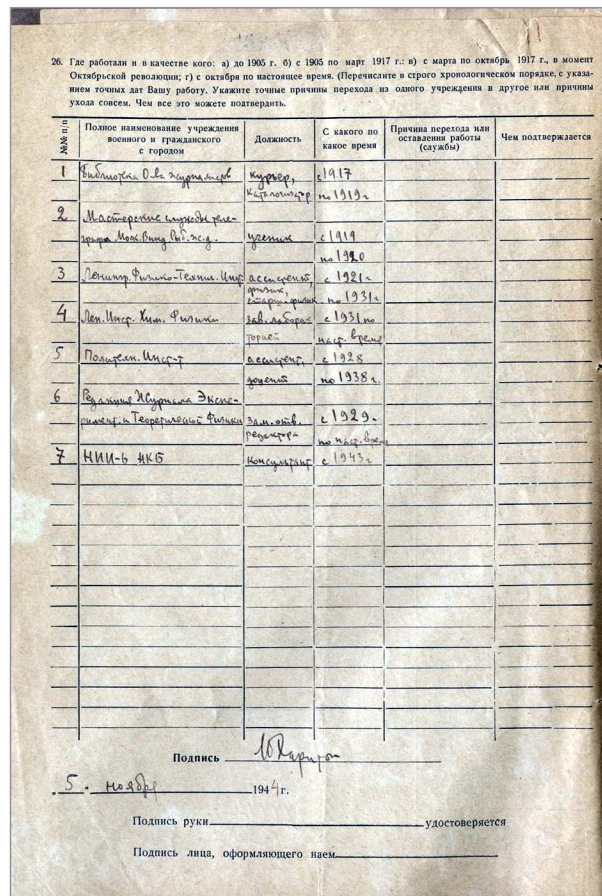 26. Где работали и в качестве кого: а) до 1905 г. б) с 1905 по март 1917 г.: в) с марта по октябрь 1917 г., в момент
Октябрьской революции; г) с октября по настоящее время. (Перечислите в строго хронологическом порядке, с указа-
нием точных дат Вашу работу. Укажите точные причины перехода из одного учреждения в другое или причины
ухода совсем. Чем все это можете подтвердить.
№№ п/п
Полное наименование учреждения
военного и гражданского
с городом
Должность
С какого по
какое время
Причина перехода или
оставления работы
(службы)
Чем подтверждается
1 Библиотека О-ва журналистов курьер, с 1917
каталогизатор по 1919 г
2 Мастерские службы теле-
графа Моск. Винд. Рыб. ж.д. ученик с 1919
по 1920
3 Ленингр. Физико-Технич. Инст. ассистент, с 1921 г.
физик,
старш. физик по 1931 г
4 Лен. Инст. Хим. Физики зав. лабора- с 1931 по
торией наст. время
5 Политехн. Инст-т ассистент, с 1928
доцент по 1938 г.
6 Редакция Журнала Экспе-
римент. и Теоретической Физики зам. отв. с 1929.
редактора по наст. время
7 НИИ-6 НКБ Консультант с 1943 г
Подпись Ю Харитон
5 ноября 1944 г.
Подпись руки удостоверяется
Подпись лица, оформляющего наем